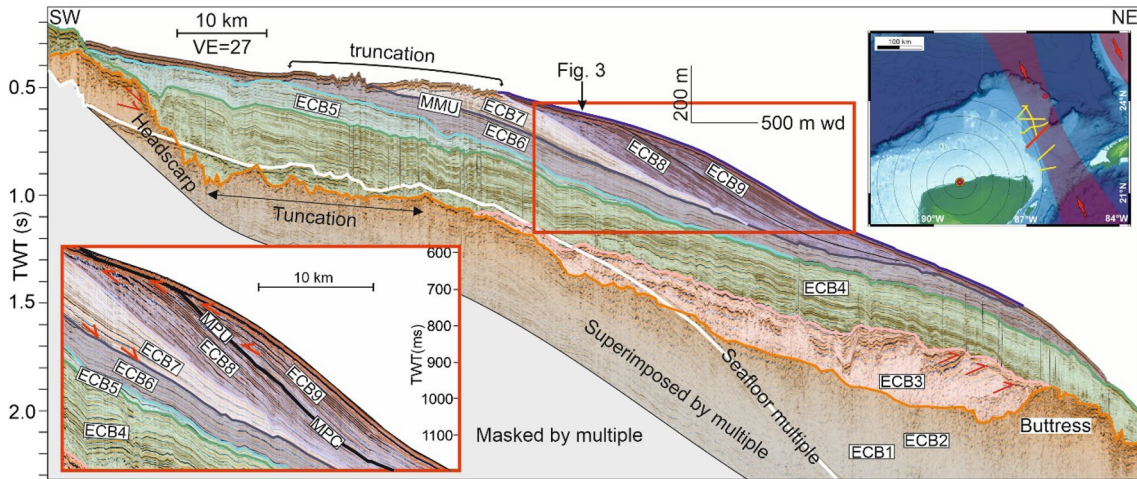 SW
10 km
VE=27
truncation
Fig. 3
NE
200 m
500 m wd
100 km
24°N
21°N
90°W
87°W
84°W
TWT (s)
0.5
1.0
1.5
2.0
Headscarp
Tuncation
ECB5
MMU
ECB7
ECB6
ECB8
ECB9
ECB4
ECB3
Buttress
ECB2
ECB1
Seafloor multiple
Superimposed by multiple
Masked by multiple
10 km
600
700
800
900
1000
1100
TWT(ms)
MPU
ECB8
ECB9
MPC
ECB7
ECB6
ECB5
ECB4